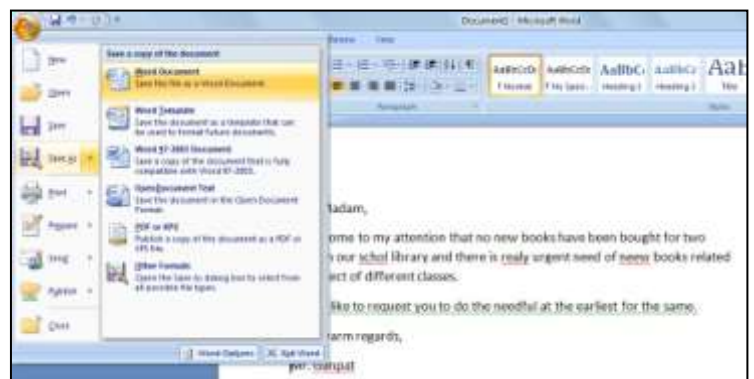 Document2 - Microsoft Word
Review View
New
Open
Save
Save As
Print
Prepare
Send
Publish
Close
Save a copy of the document
Word Document
Save the file as a Word Document.
Word Template
Save the document as a template that can
be used to format future documents.
Word 97-2003 Document
Save a copy of the document that is fully
compatible with Word 97-2003.
OpenDocument Text
Save the document in the Open Document
Format.
PDF or XPS
Publish a copy of the document as a PDF or
XPS file.
Other Formats
Open the Save As dialog box to select from
all possible file types.
Word Options
Exit Word
Paragraph
AaBbCcDc AaBbCcDc AaBbC AaBbCc AaB
¶ Normal ¶ No Spaci... Heading 1 Heading 2 Title
Styles
Madam,
ome to my attention that no new books have been bought for two
our schol library and there is realy urgent need of neew books related
ect of different classes.
like to request you to do the needful at the earliest for the same.
warm regards,
Mr. Ganpat